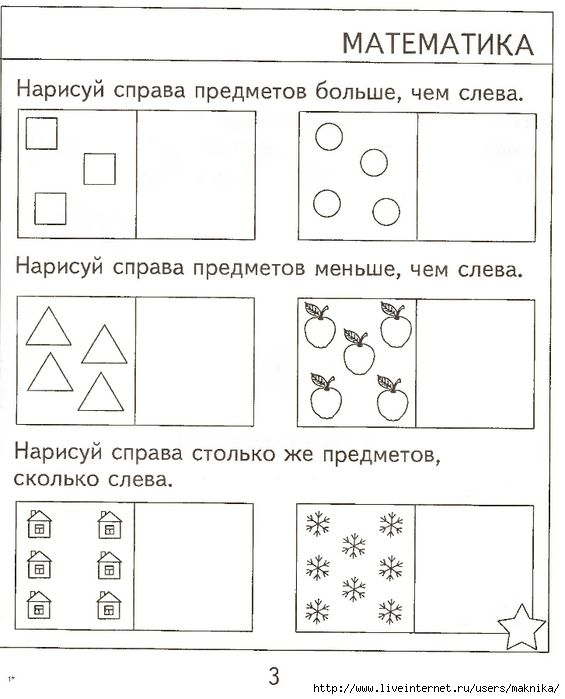 МАТЕМАТИКА
Нарисуй справа предметов больше, чем слева.
Нарисуй справа предметов меньше, чем слева.
Нарисуй справа столько же предметов,
сколько слева.
3
http://www.liveinternet.ru/users/maknika/